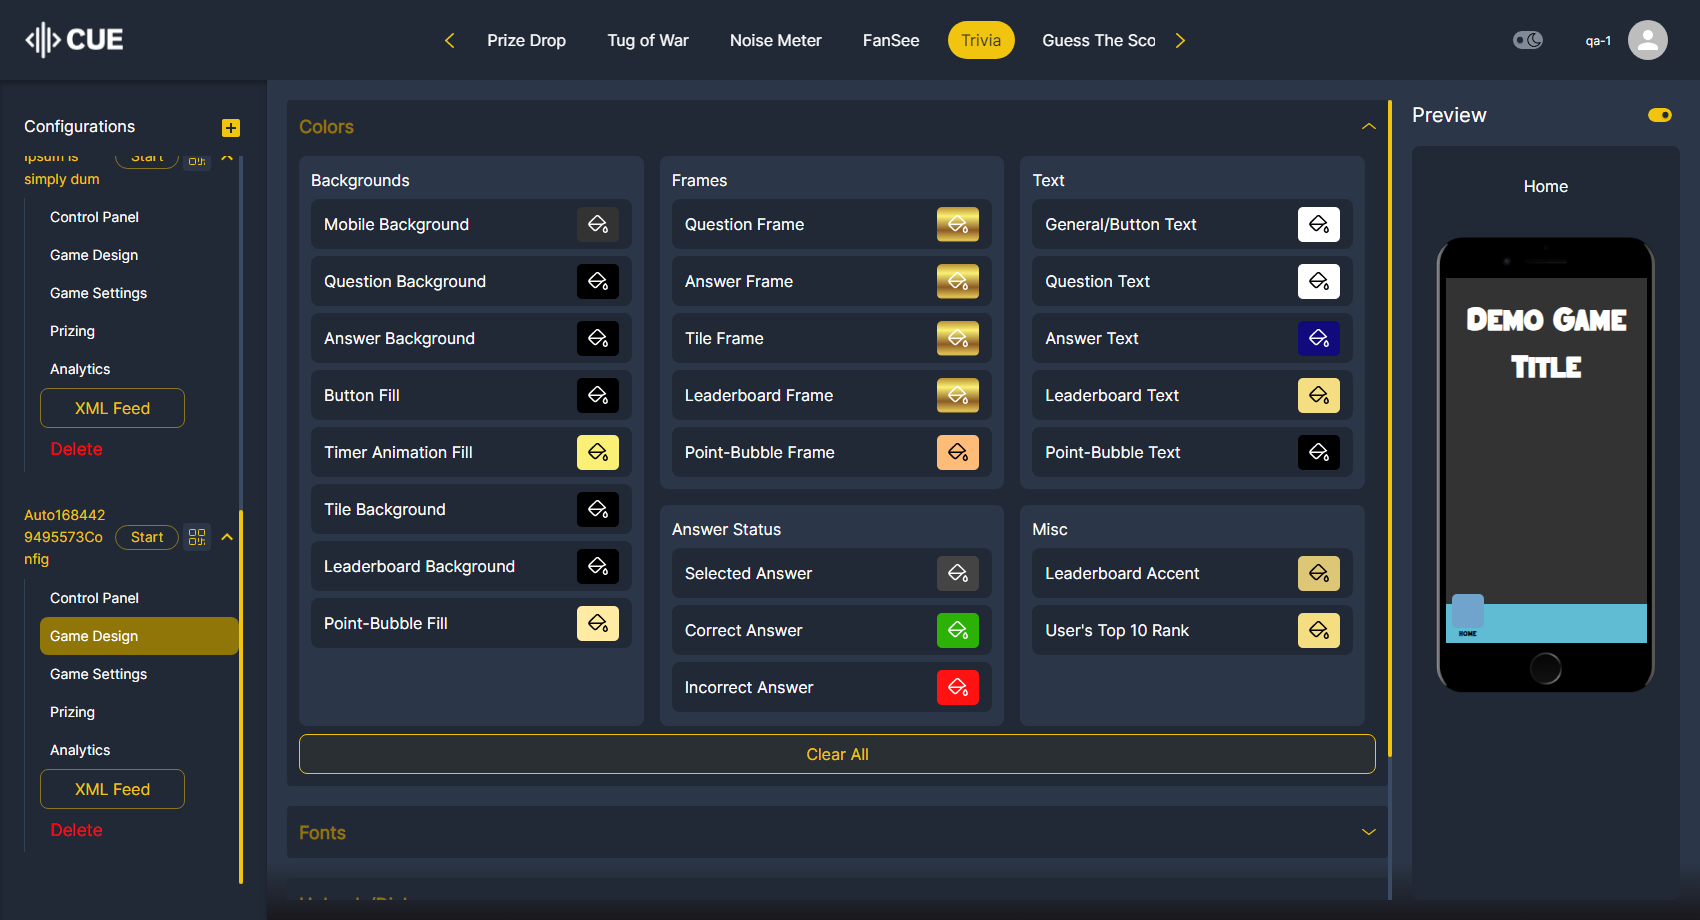 CUE
Prize Drop
Tug of War
Noise Meter
FanSee
Trivia
Guess The Sco
qa-1
Configurations
Ipsum is
simply dum
Start
Control Panel
Game Design
Game Settings
Prizing
Analytics
XML Feed
Delete
Auto168442
9495573Co
nfig
Start
Control Panel
Game Design
Game Settings
Prizing
Analytics
XML Feed
Delete
Colors
Backgrounds
Mobile Background
Question Background
Answer Background
Button Fill
Timer Animation Fill
Tile Background
Leaderboard Background
Point-Bubble Fill
Frames
Question Frame
Answer Frame
Tile Frame
Leaderboard Frame
Point-Bubble Frame
Text
General/Button Text
Question Text
Answer Text
Leaderboard Text
Point-Bubble Text
Answer Status
Selected Answer
Correct Answer
Incorrect Answer
Misc
Leaderboard Accent
User's Top 10 Rank
Clear All
Fonts
Preview
Home
Demo Game
Title
HOME